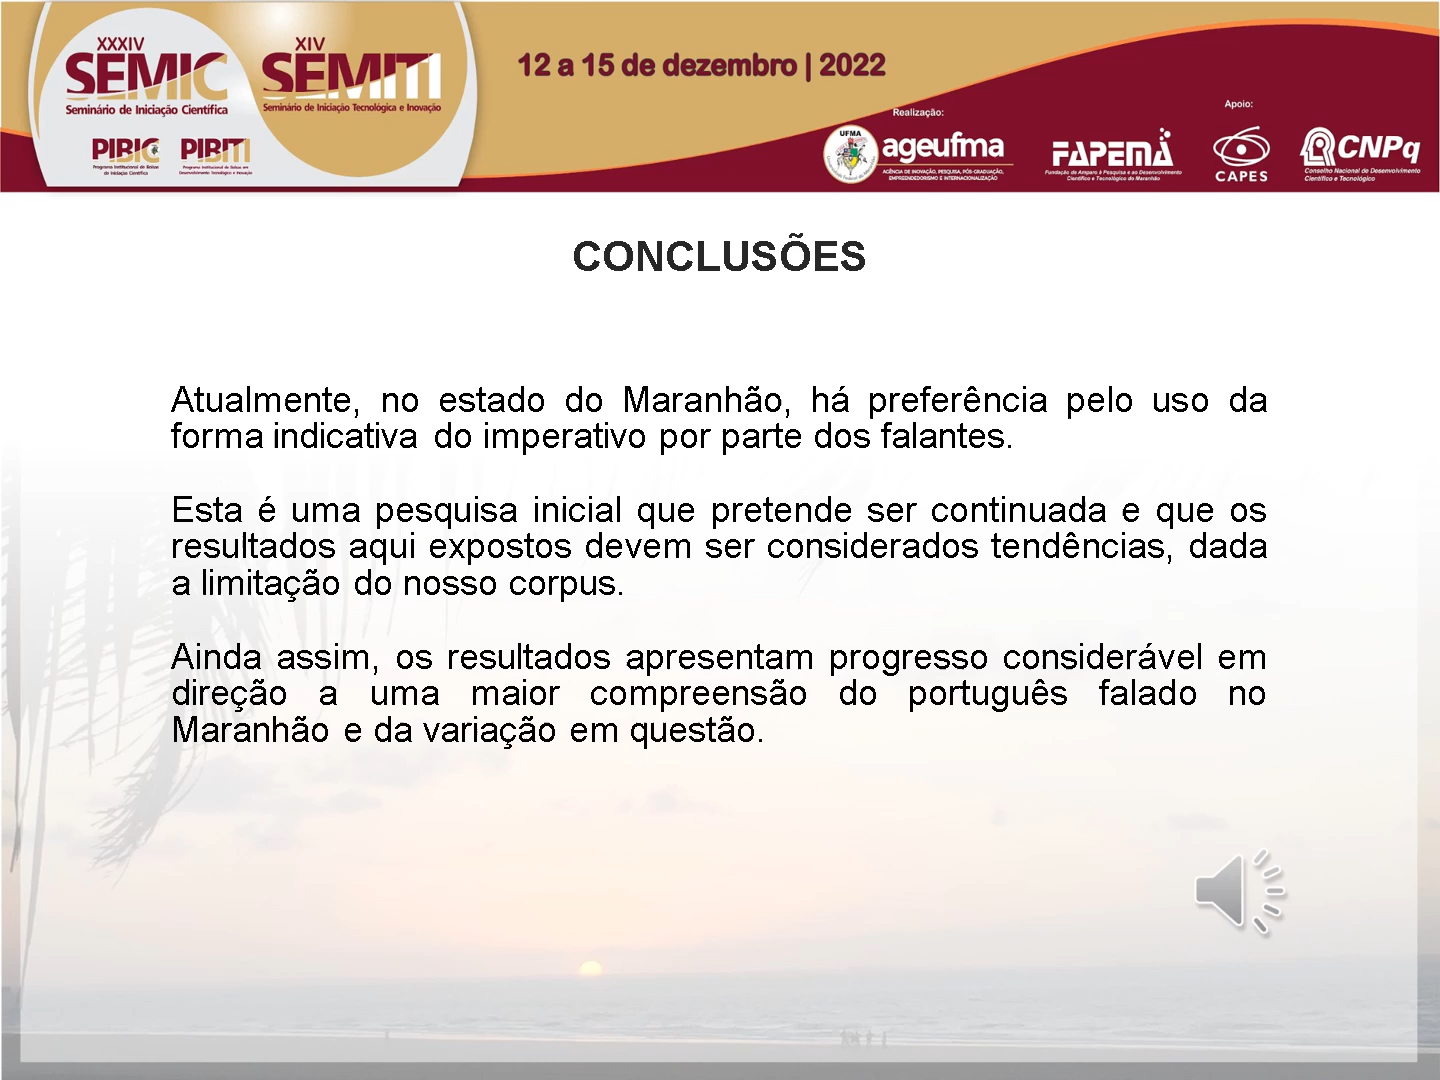 XXXIV
SEMIC
Seminário de Iniciação Científica
PIBIC
Programa Institucional de Bolsas
de Iniciação Científica
PIBITI
Programa Institucional de Bolsas em
Desenvolvimento Tecnológico e Inovação
XIV
SEMITI
Seminário de Iniciação Tecnológica e Inovação
12 a 15 de dezembro | 2022
Realização:
UFMA
ageufma
AGÊNCIA DE INOVAÇÃO, PESQUISA, PÓS-GRADUAÇÃO,
EMPREENDEDORISMO E INTERNACIONALIZAÇÃO
FAPEMA
Fundação de Amparo à Pesquisa e ao Desenvolvimento
Científico e Tecnológico do Maranhão
Apoio:
CAPES
CNPq
Conselho Nacional de Desenvolvimento
Científico e Tecnológico
CONCLUSÕES
Atualmente, no estado do Maranhão, há preferência pelo uso da
forma indicativa do imperativo por parte dos falantes.
Esta é uma pesquisa inicial que pretende ser continuada e que os
resultados aqui expostos devem ser considerados tendências, dada
a limitação do nosso corpus.
Ainda assim, os resultados apresentam progresso considerável em
direção a uma maior compreensão do português falado no
Maranhão e da variação em questão.